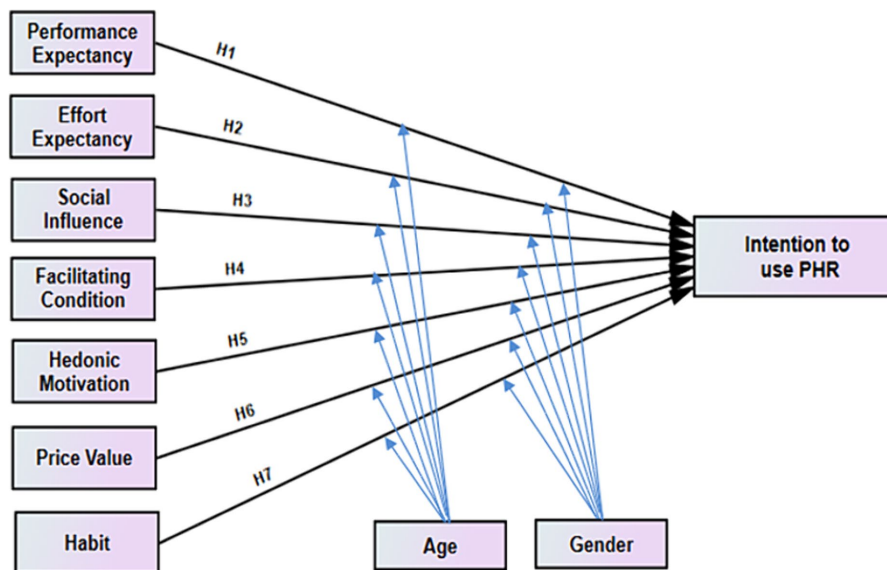 Performance
Expectancy
H1
Effort
Expectancy
H2
Social
Influence
H3
Facilitating
Condition
H4
Hedonic
Motivation
H5
Price Value
H6
Habit
H7
Intention to
use PHR
Age
Gender